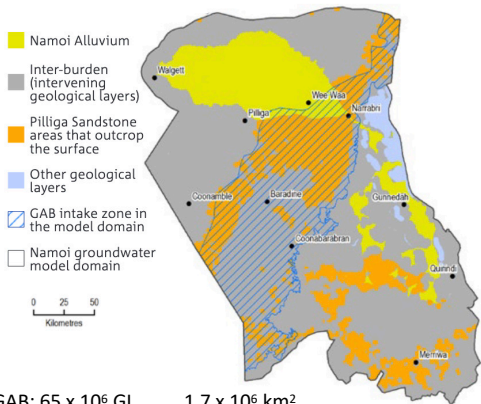 Namoi Alluvium
Inter-burden
(intervening
geological layers)
Pilliga Sandstone
areas that outcrop
the surface
Other geological
layers
GAB intake zone in
the model domain
Namoi groundwater
model domain
0 25 50
Kilometres
Walgett
Wee Waa
Pilliga
Narrabri
Coonamble
Baradine
Gunnedah
Coonabarabran
Quirindi
Merriwa
GAB: 65 x 10⁶ GL 1.7 x 10⁶ km²